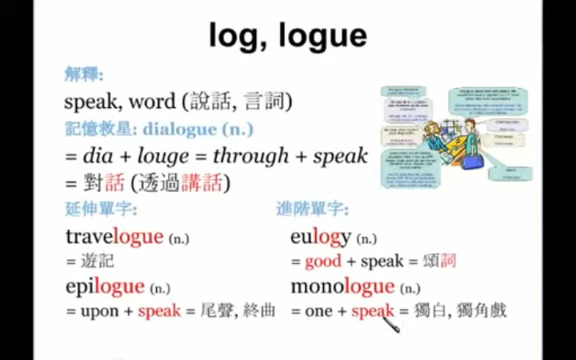 log, logue
解釋:
speak, word (說話, 言詞)
記憶救星: dialogue (n.)
= dia + louge = through + speak
= 對話 (透過講話)
延伸單字:
travelogue (n.)
= 遊記
epilogue (n.)
= upon + speak = 尾聲, 終曲
進階單字:
eulogy (n.)
= good + speak = 頌詞
monologue (n.)
= one + speak = 獨白, 獨角戲